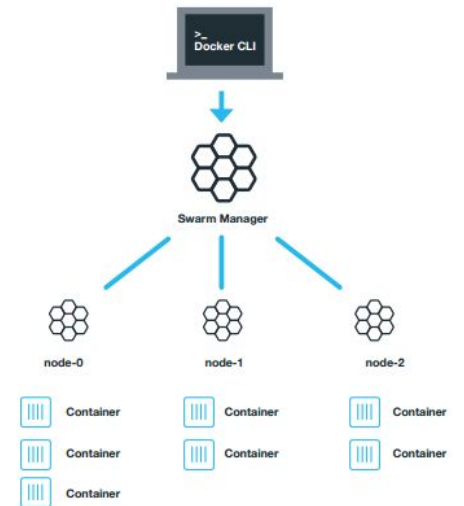 >_
Docker CLI
Swarm Manager
node-0
node-1
node-2
Container
Container
Container
Container
Container
Container
Container